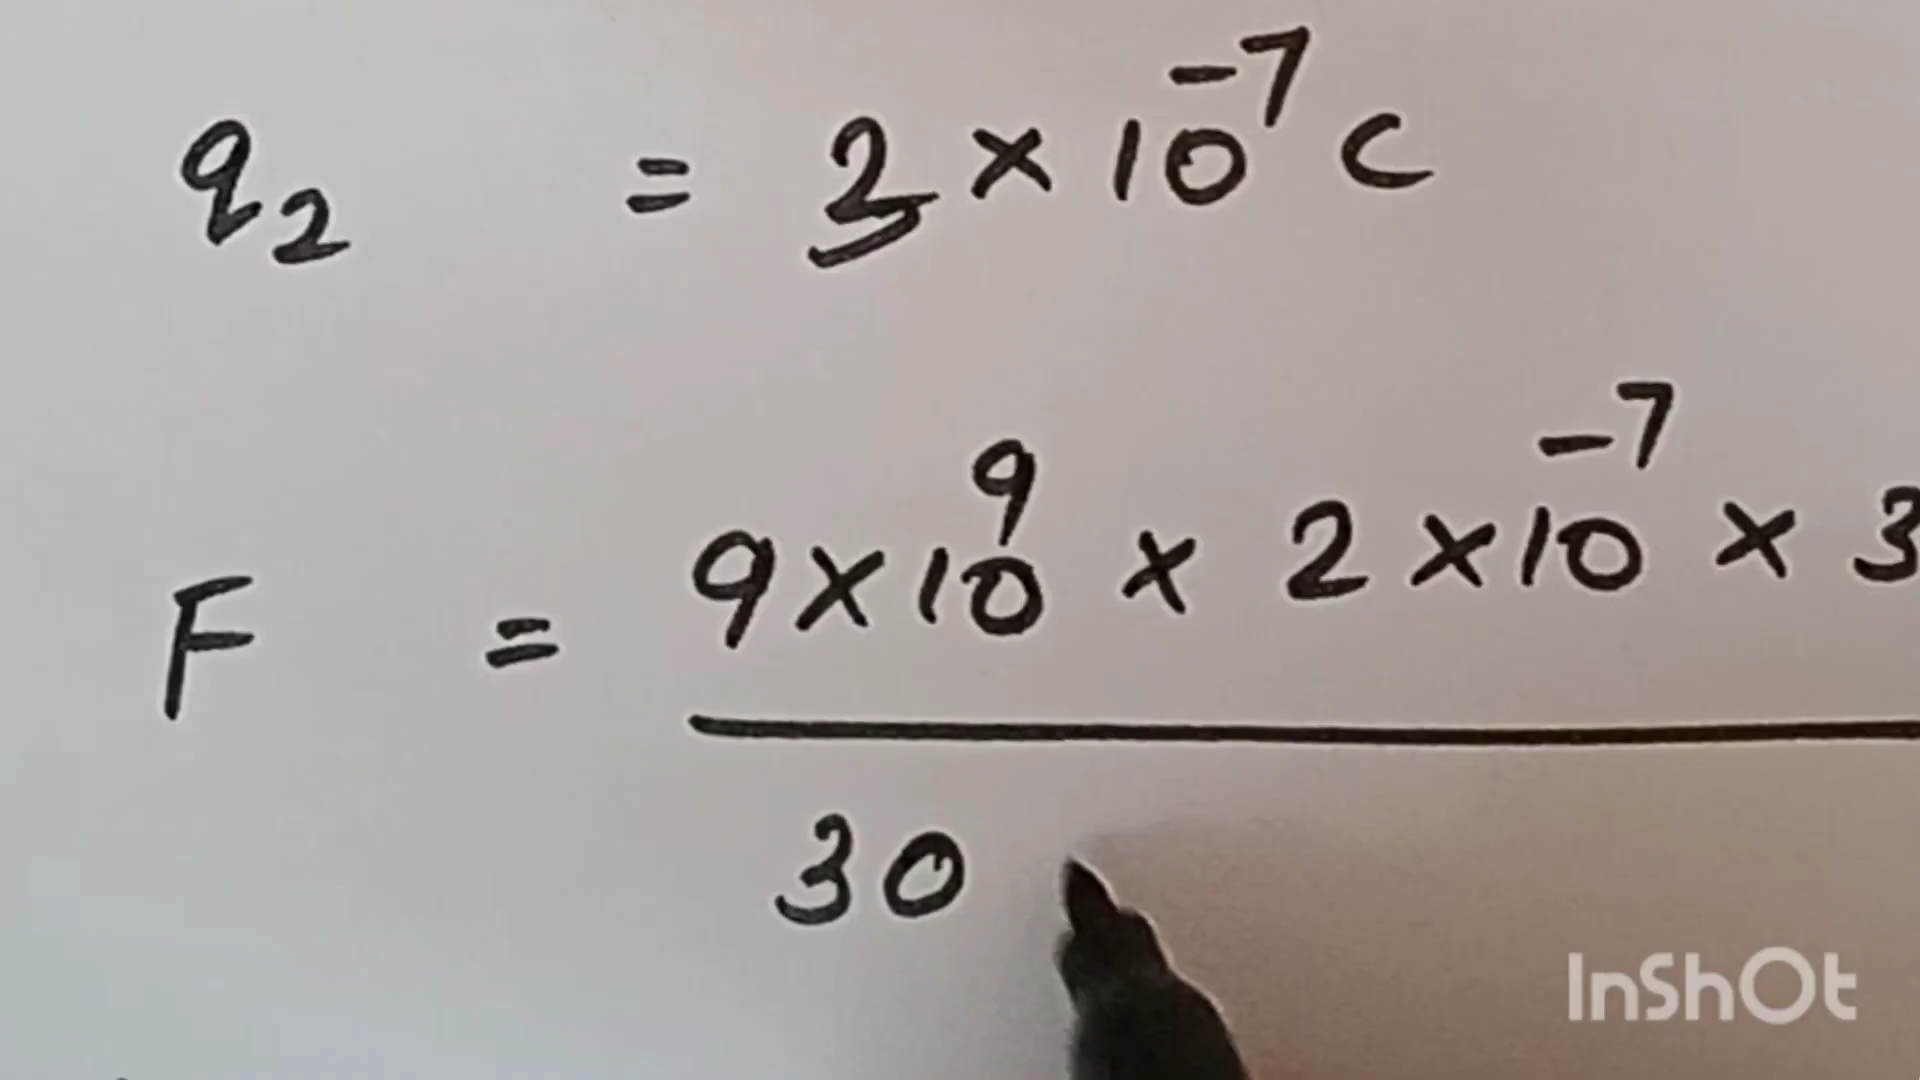 q₂ = 3 × 10⁻⁷ C
F = 9 × 10⁹ × 2 × 10⁻⁷ × 3
30
InShOt